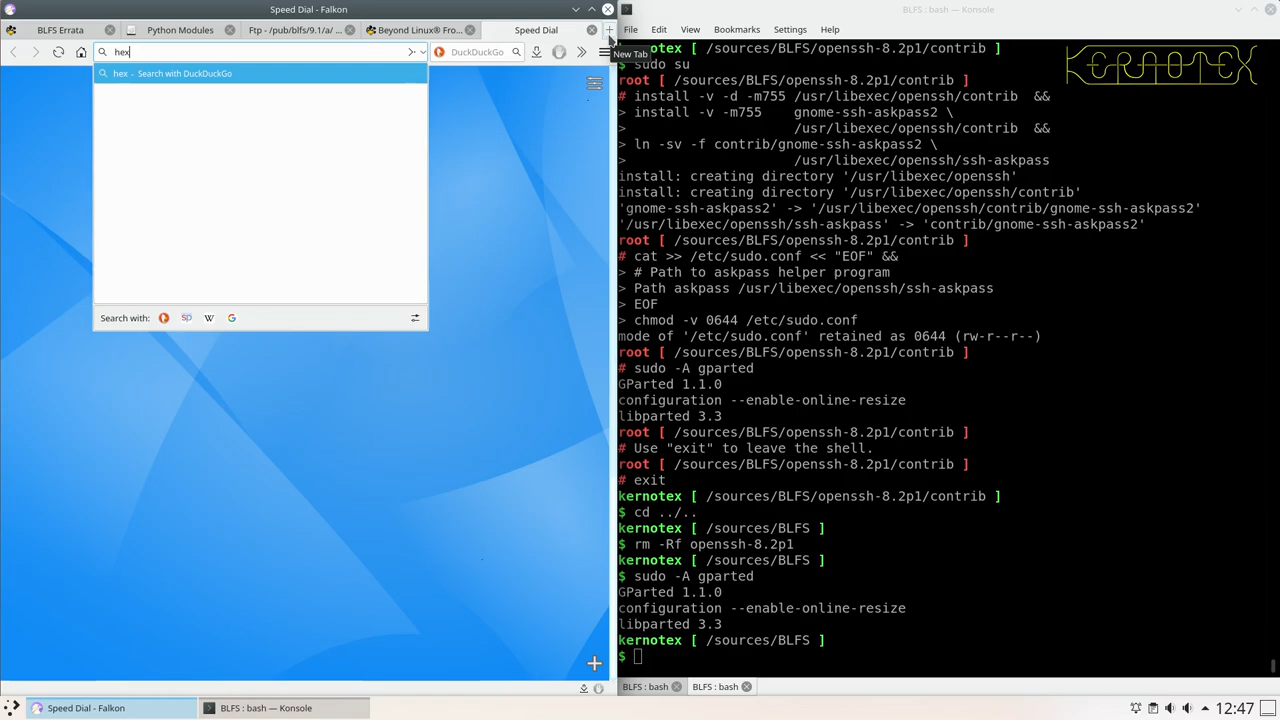 Speed Dial - Falkon
BLFS Errata
Python Modules
Ftp - /pub/blfs/9.1/a/ ...
Beyond Linux® Fro...
Speed Dial
hex
DuckDuckGo
New Tab
hex - Search with DuckDuckGo
Search with:
BLFS : bash — Konsole
File Edit View Bookmarks Settings Help
KERNOTEX
kernotex [ /sources/BLFS/openssh-8.2p1/contrib ]
$ sudo su
root [ /sources/BLFS/openssh-8.2p1/contrib ]
# install -v -d -m755 /usr/libexec/openssh/contrib  &&
> install -v -m755    gnome-ssh-askpass2 \
>                     /usr/libexec/openssh/contrib  &&
> ln -sv -f contrib/gnome-ssh-askpass2 \
>                     /usr/libexec/openssh/ssh-askpass
install: creating directory '/usr/libexec/openssh'
install: creating directory '/usr/libexec/openssh/contrib'
'gnome-ssh-askpass2' -> '/usr/libexec/openssh/contrib/gnome-ssh-askpass2'
'/usr/libexec/openssh/ssh-askpass' -> 'contrib/gnome-ssh-askpass2'
root [ /sources/BLFS/openssh-8.2p1/contrib ]
# cat >> /etc/sudo.conf << "EOF" &&
> # Path to askpass helper program
> Path askpass /usr/libexec/openssh/ssh-askpass
> EOF
> chmod -v 0644 /etc/sudo.conf
mode of '/etc/sudo.conf' retained as 0644 (rw-r--r--)
root [ /sources/BLFS/openssh-8.2p1/contrib ]
# sudo -A gparted
GParted 1.1.0
configuration --enable-online-resize
libparted 3.3
root [ /sources/BLFS/openssh-8.2p1/contrib ]
# Use "exit" to leave the shell.
root [ /sources/BLFS/openssh-8.2p1/contrib ]
# exit
kernotex [ /sources/BLFS/openssh-8.2p1/contrib ]
$ cd ../..
kernotex [ /sources/BLFS ]
$ rm -Rf openssh-8.2p1
kernotex [ /sources/BLFS ]
$ sudo -A gparted
GParted 1.1.0
configuration --enable-online-resize
libparted 3.3
kernotex [ /sources/BLFS ]
$
BLFS : bash
BLFS : bash
Speed Dial - Falkon
BLFS : bash — Konsole
12:47